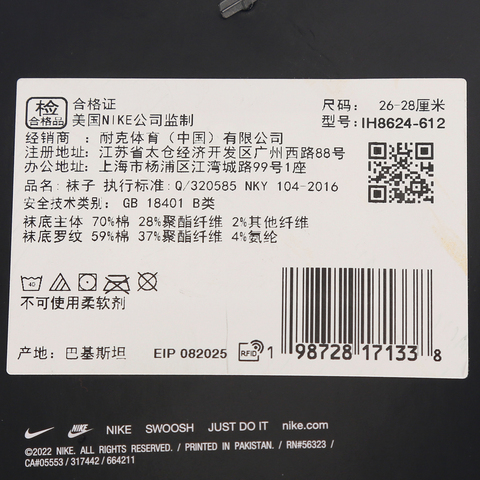 检
合格品
合格证
美国NIKE公司监制
尺码: 26-28厘米
型号:IH8624-612
经销商 : 耐克体育（中国）有限公司
注册地址: 江苏省太仓经济开发区广州西路88号
办公地址: 上海市杨浦区江湾城路99号1座
品名: 袜子 执行标准: Q/320585 NKY 104-2016
安全技术类别: GB 18401 B类
袜底主体 70%棉 28%聚酯纤维 2%其他纤维
袜底罗纹 59%棉 37%聚酯纤维 4%氨纶
40
不可使用柔软剂
产地: 巴基斯坦 EIP 082025 RFID 1 98728 17133 8
NIKE NIKE SWOOSH JUST DO IT nike.com
©2022 NIKE. ALL RIGHTS RESERVED. / PRINTED IN PAKISTAN. / RN#56323 /
CA#05553 / 317442 / 664211